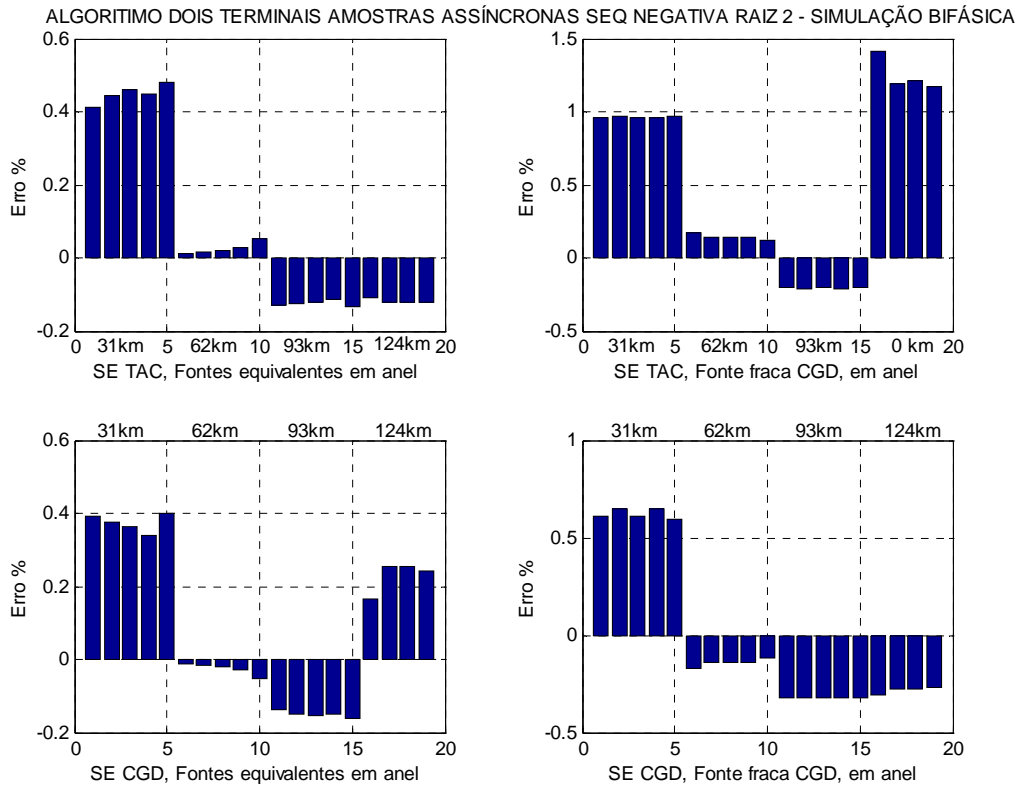 ALGORITIMO DOIS TERMINAIS AMOSTRAS ASSÍNCRONAS SEQ NEGATIVA RAIZ 2 - SIMULAÇÃO BIFÁSICA
0.6
0.4
0.2
0
-0.2
Erro %
0 31km 5 62km 10 93km 15 124km 20
SE TAC, Fontes equivalentes em anel
1.5
1
0.5
0
-0.5
Erro %
0 31km 5 62km 10 93km 15 0 km 20
SE TAC, Fonte fraca CGD, em anel
31km 62km 93km 124km
0.6
0.4
0.2
0
-0.2
Erro %
0 5 10 15 20
SE CGD, Fontes equivalentes em anel
31km 62km 93km 124km
1
0.5
0
-0.5
Erro %
0 5 10 15 20
SE CGD, Fonte fraca CGD, em anel